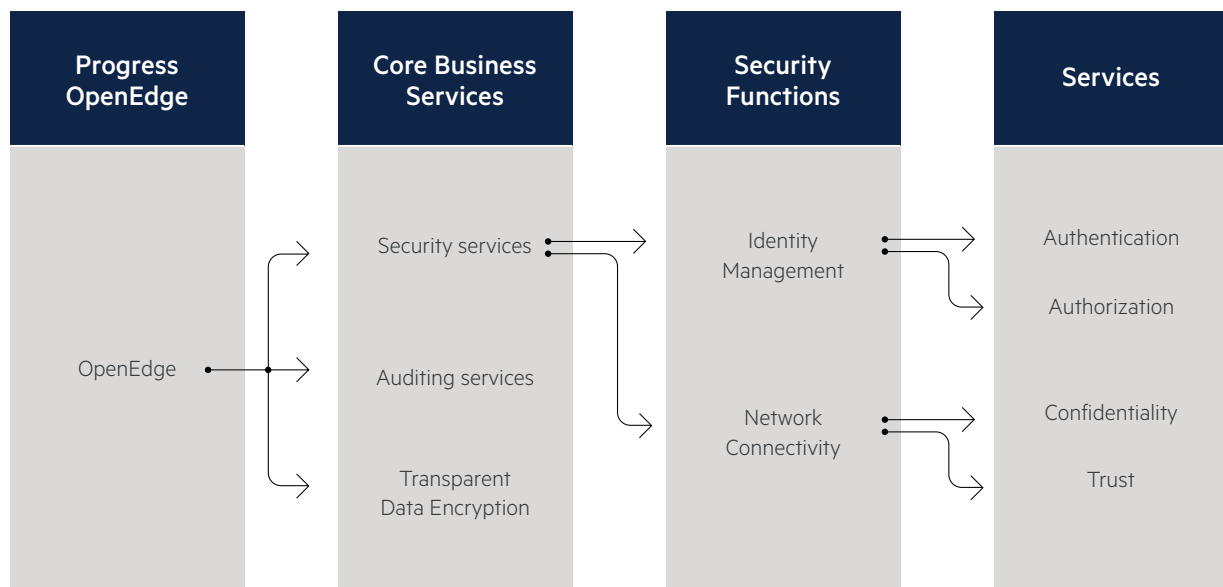 Progress
OpenEdge
Core Business
Services
Security
Functions
Services
OpenEdge
Security services
Auditing services
Transparent
Data Encryption
Identity
Management
Network
Connectivity
Authentication
Authorization
Confidentiality
Trust